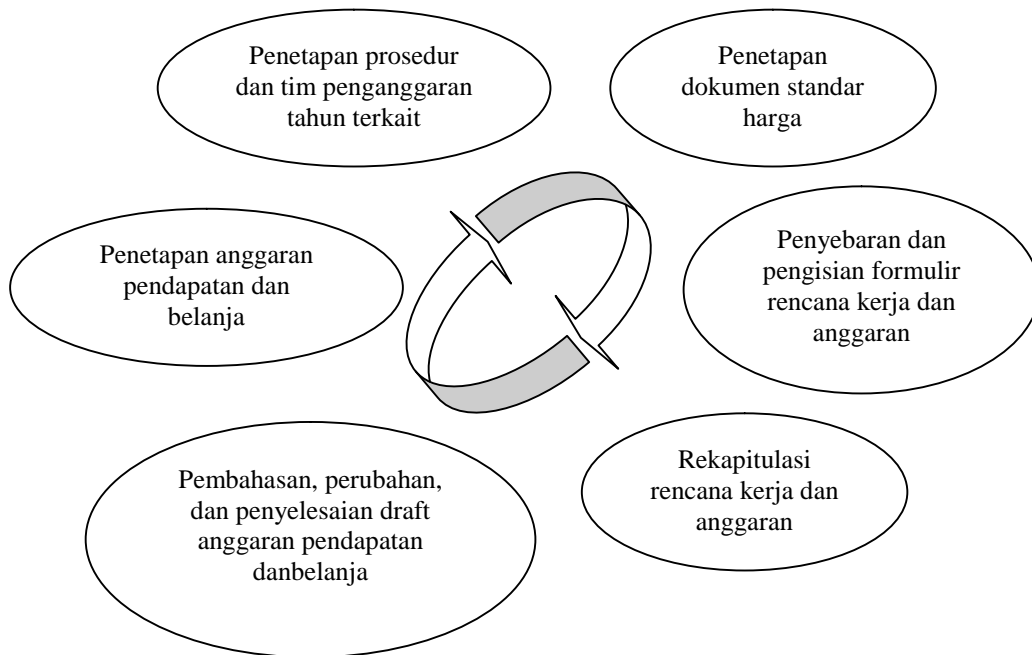 Penetapan prosedur
dan tim penganggaran
tahun terkait
Penetapan
dokumen standar
harga
Penyebaran dan
pengisian formulir
rencana kerja dan
anggaran
Rekapitulasi
rencana kerja dan
anggaran
Pembahasan, perubahan,
dan penyelesaian draft
anggaran pendapatan
danbelanja
Penetapan anggaran
pendapatan dan
belanja